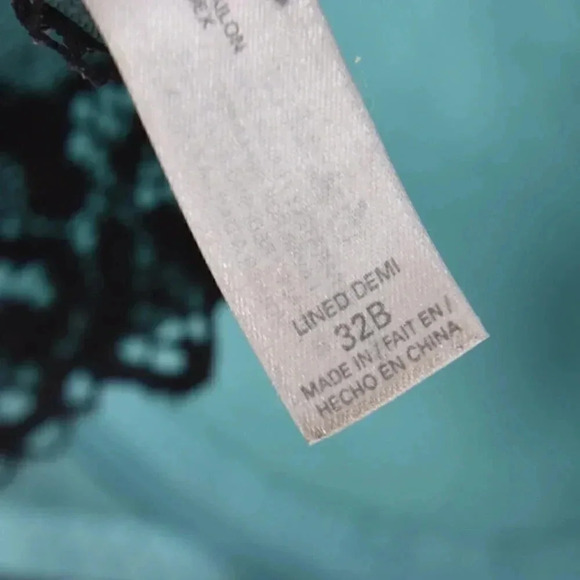 LINED DEMI
32B
MADE IN / FAIT EN /
HECHO EN CHINA